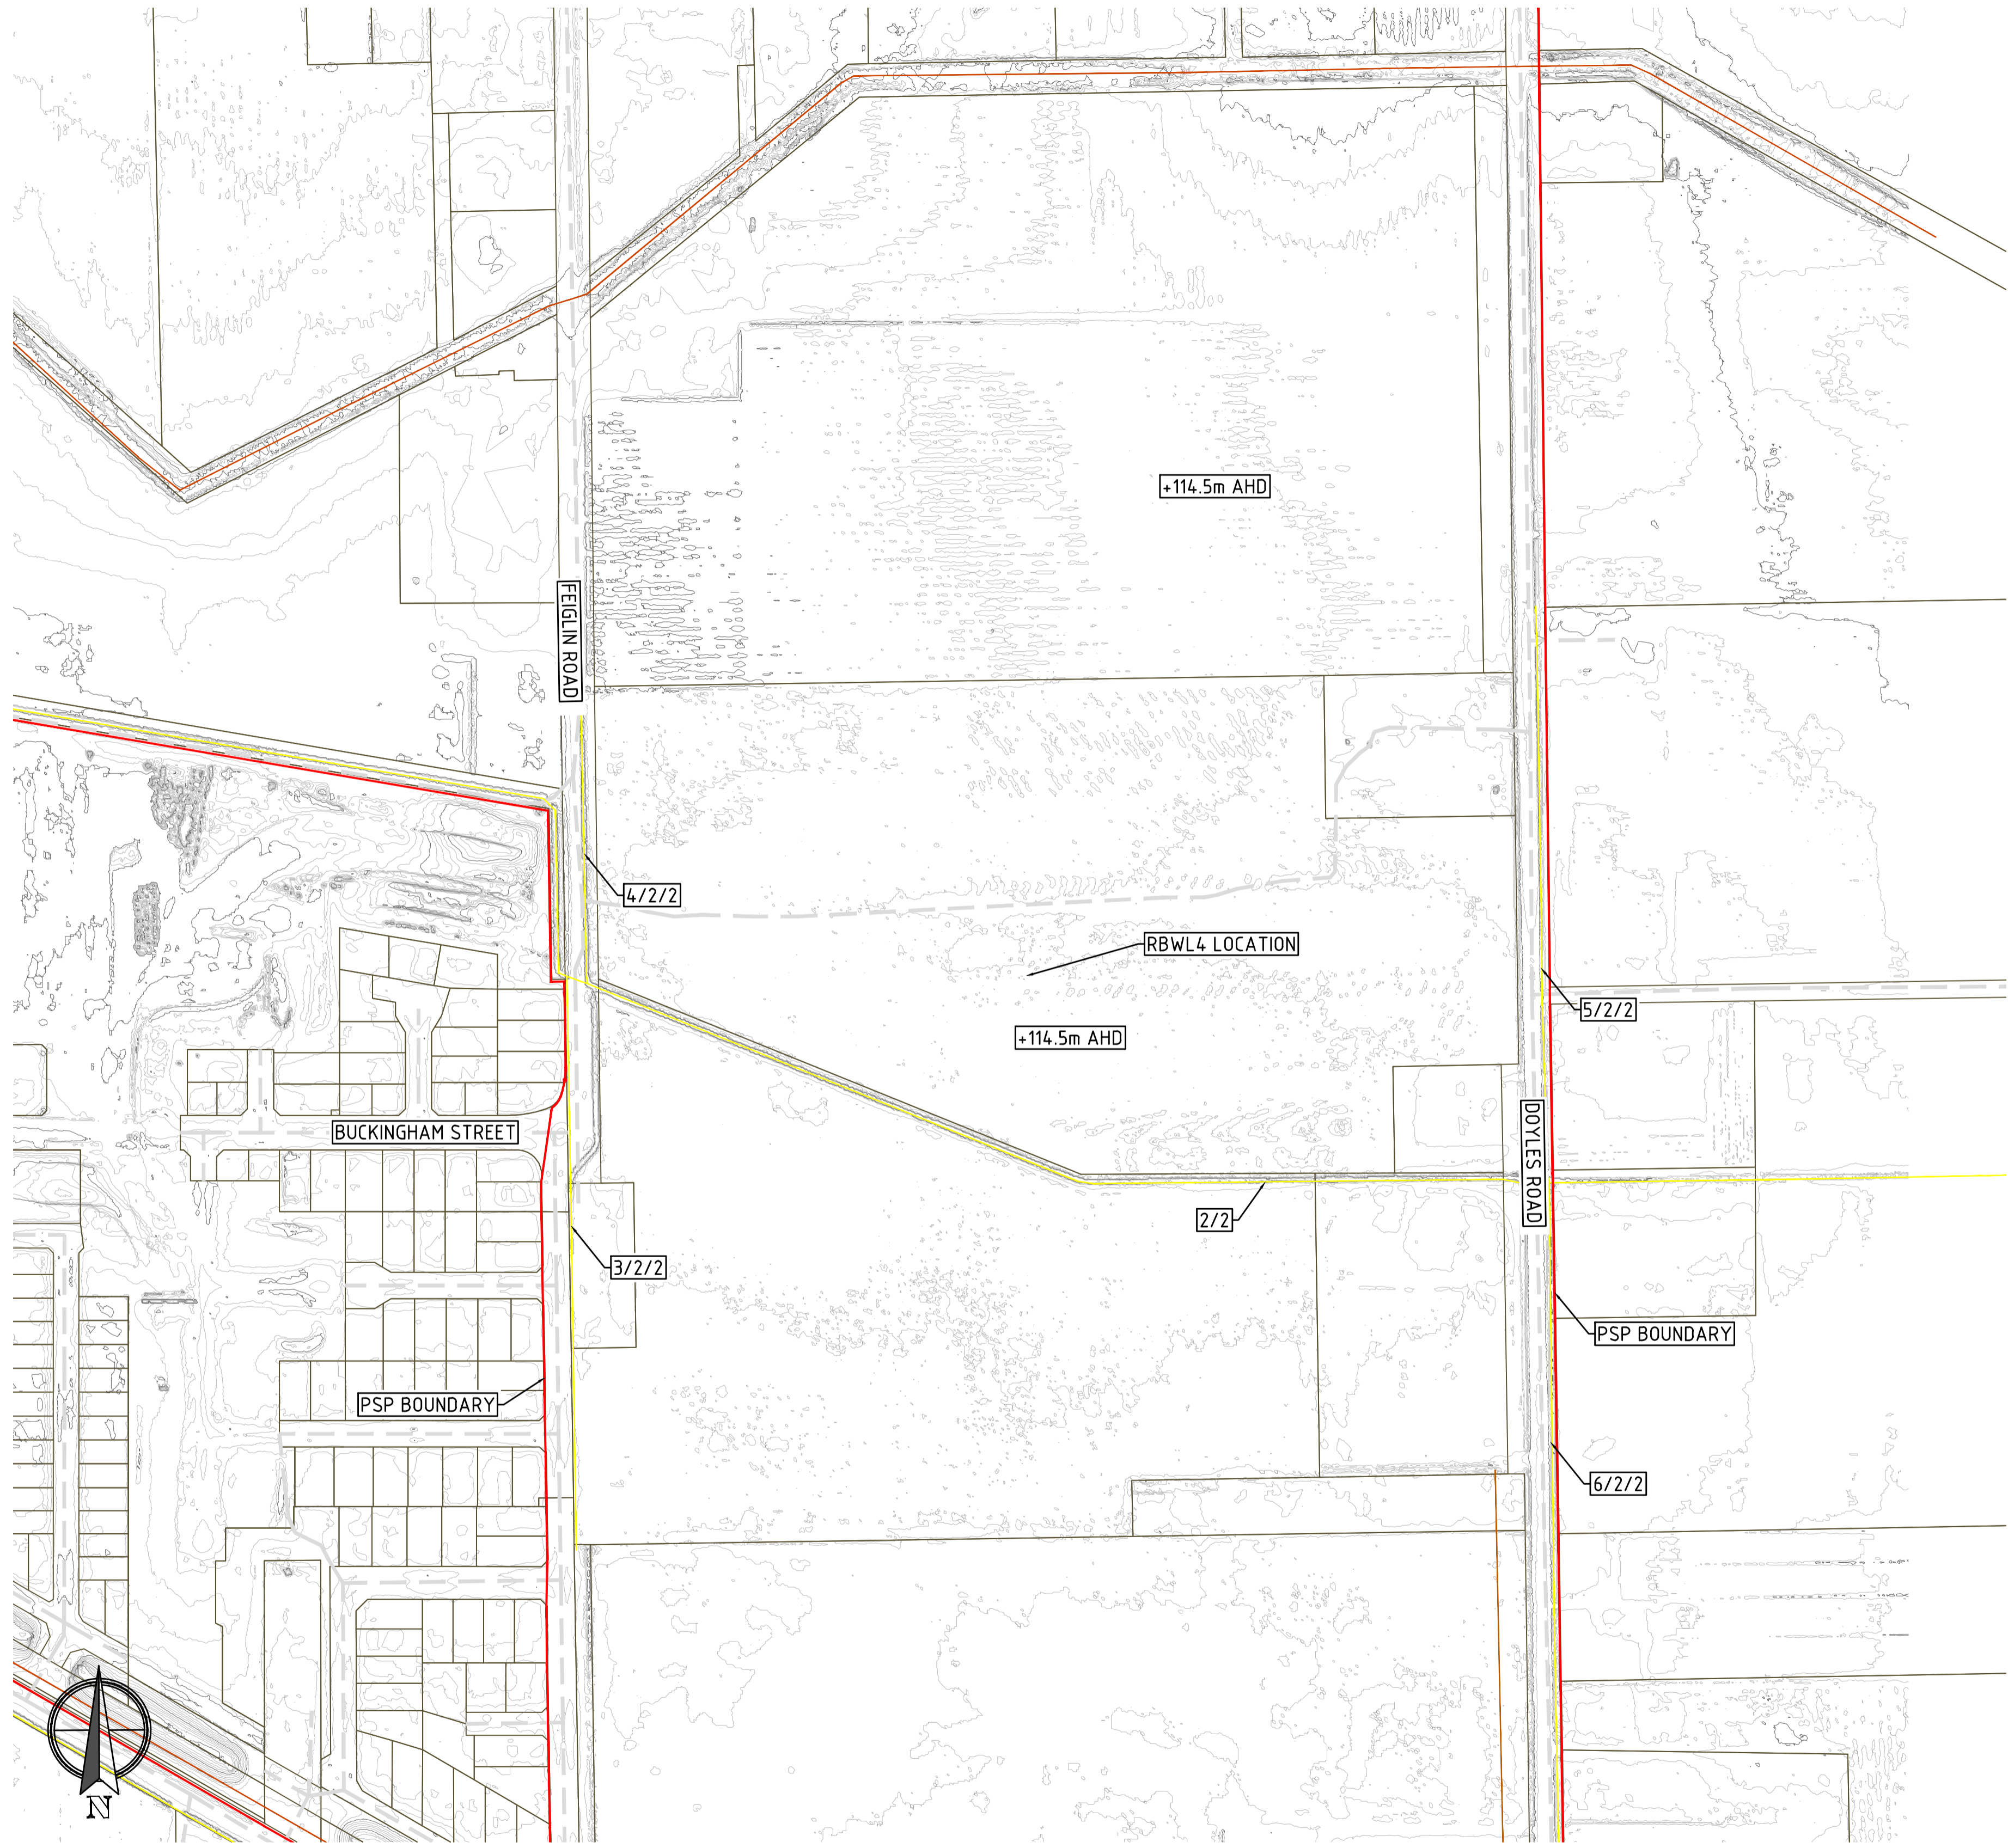 +114.5m AHD
FEIGLIN ROAD
4/2/2
RBWL4 LOCATION
5/2/2
+114.5m AHD
BUCKINGHAM STREET
DOYLES ROAD
2/2
3/2/2
PSP BOUNDARY
PSP BOUNDARY
6/2/2
N